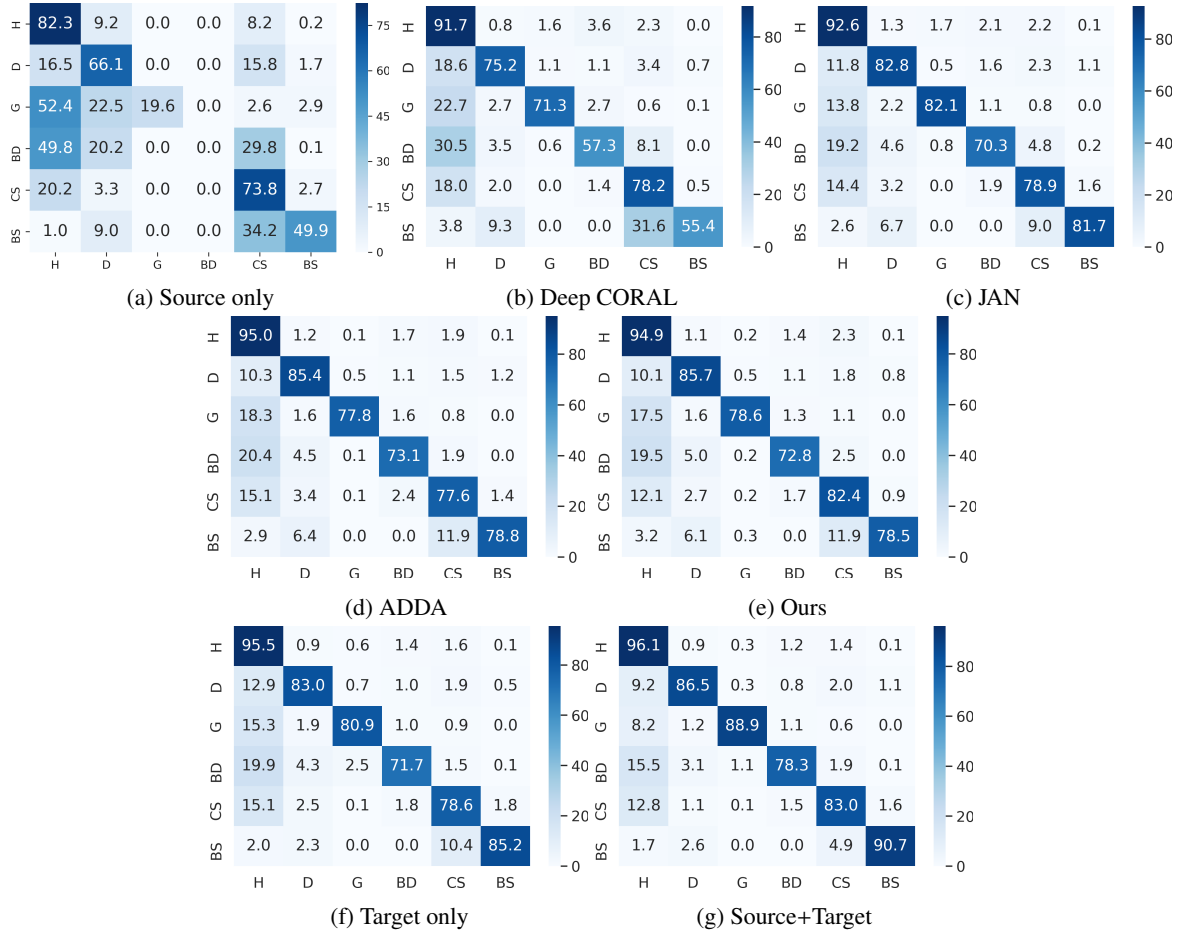 H 82.3 9.2 0.0 0.0 8.2 0.2
D 16.5 66.1 0.0 0.0 15.8 1.7
G 52.4 22.5 19.6 0.0 2.6 2.9
BD 49.8 20.2 0.0 0.0 29.8 0.1
CS 20.2 3.3 0.0 0.0 73.8 2.7
BS 1.0 9.0 0.0 0.0 34.2 49.9
H D G BD CS BS
75
60
45
30
15
0
(a) Source only
H 91.7 0.8 1.6 3.6 2.3 0.0
D 18.6 75.2 1.1 1.1 3.4 0.7
G 22.7 2.7 71.3 2.7 0.6 0.1
BD 30.5 3.5 0.6 57.3 8.1 0.0
CS 18.0 2.0 0.0 1.4 78.2 0.5
BS 3.8 9.3 0.0 0.0 31.6 55.4
H D G BD CS BS
80
60
40
20
0
(b) Deep CORAL
H 92.6 1.3 1.7 2.1 2.2 0.1
D 11.8 82.8 0.5 1.6 2.3 1.1
G 13.8 2.2 82.1 1.1 0.8 0.0
BD 19.2 4.6 0.8 70.3 4.8 0.2
CS 14.4 3.2 0.0 1.9 78.9 1.6
BS 2.6 6.7 0.0 0.0 9.0 81.7
H D G BD CS BS
80
60
40
20
0
(c) JAN
H 95.0 1.2 0.1 1.7 1.9 0.1
D 10.3 85.4 0.5 1.1 1.5 1.2
G 18.3 1.6 77.8 1.6 0.8 0.0
BD 20.4 4.5 0.1 73.1 1.9 0.0
CS 15.1 3.4 0.1 2.4 77.6 1.4
BS 2.9 6.4 0.0 0.0 11.9 78.8
H D G BD CS BS
80
60
40
20
0
(d) ADDA
H 94.9 1.1 0.2 1.4 2.3 0.1
D 10.1 85.7 0.5 1.1 1.8 0.8
G 17.5 1.6 78.6 1.3 1.1 0.0
BD 19.5 5.0 0.2 72.8 2.5 0.0
CS 12.1 2.7 0.2 1.7 82.4 0.9
BS 3.2 6.1 0.3 0.0 11.9 78.5
H D G BD CS BS
80
60
40
20
0
(e) Ours
H 95.5 0.9 0.6 1.4 1.6 0.1
D 12.9 83.0 0.7 1.0 1.9 0.5
G 15.3 1.9 80.9 1.0 0.9 0.0
BD 19.9 4.3 2.5 71.7 1.5 0.1
CS 15.1 2.5 0.1 1.8 78.6 1.8
BS 2.0 2.3 0.0 0.0 10.4 85.2
H D G BD CS BS
80
60
40
20
0
(f) Target only
H 96.1 0.9 0.3 1.2 1.4 0.1
D 9.2 86.5 0.3 0.8 2.0 1.1
G 8.2 1.2 88.9 1.1 0.6 0.0
BD 15.5 3.1 1.1 78.3 1.9 0.1
CS 12.8 1.1 0.1 1.5 83.0 1.6
BS 1.7 2.6 0.0 0.0 4.9 90.7
H D G BD CS BS
80
60
40
20
0
(g) Source+Target